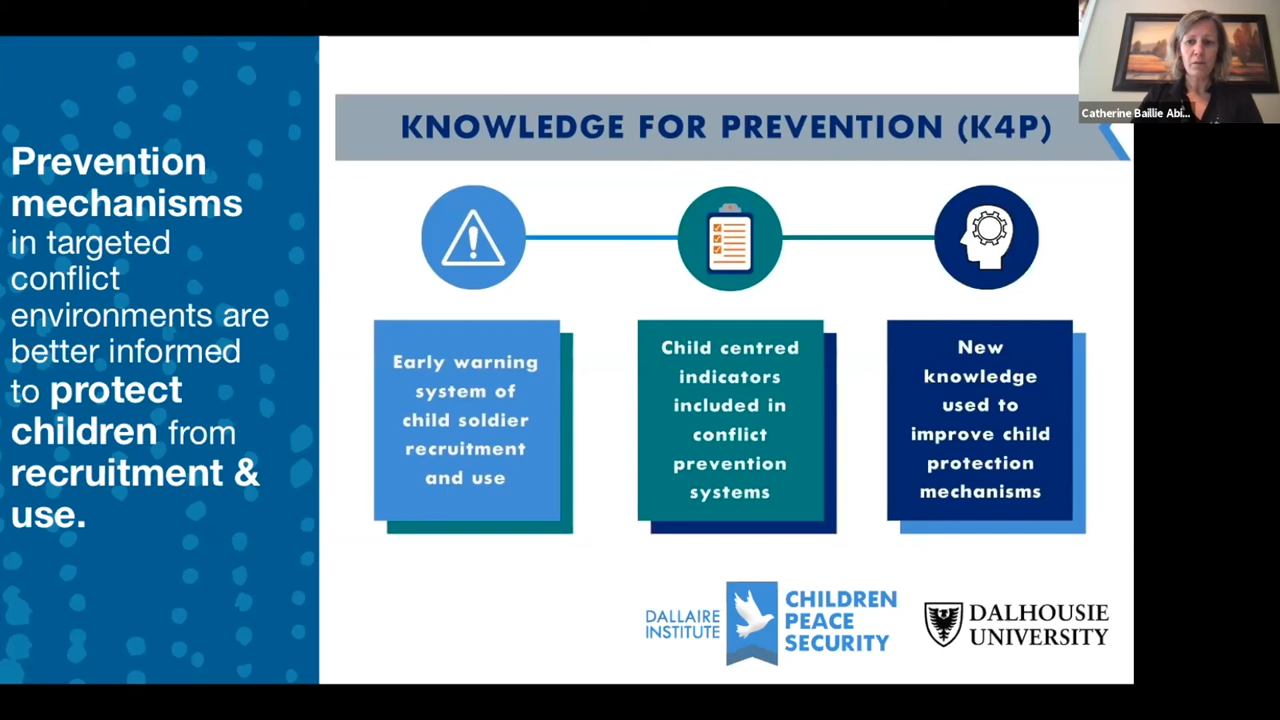 Prevention
mechanisms
in targeted
conflict
environments are
better informed
to protect
children from
recruitment &
use.
KNOWLEDGE FOR PREVENTION (K4P)
Early warning
system of
child soldier
recruitment
and use
Child centred
indicators
included in
conflict
prevention
systems
New
knowledge
used to
improve child
protection
mechanisms
DALLAIRE
INSTITUTE
CHILDREN
PEACE
SECURITY
DALHOUSIE
UNIVERSITY
Catherine Baillie Abi...